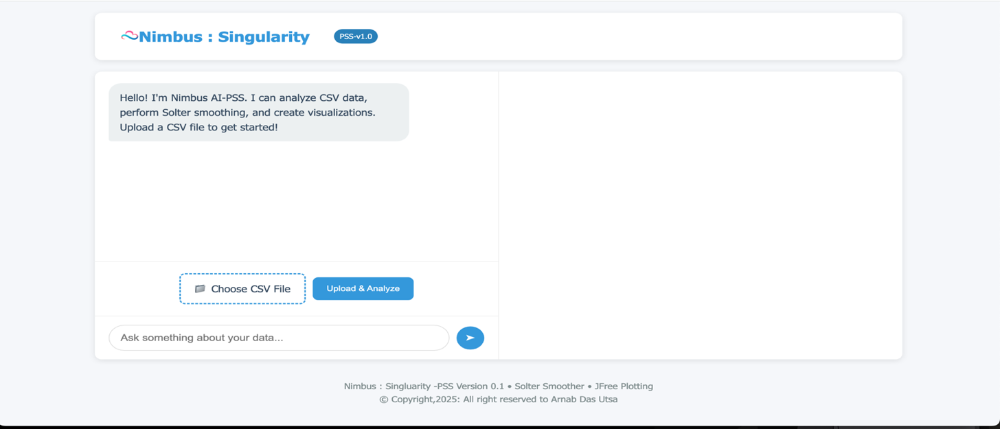 Nimbus : Singularity
PSS-v1.0
Hello! I'm Nimbus AI-PSS. I can analyze CSV data,
perform Solter smoothing, and create visualizations.
Upload a CSV file to get started!
Choose CSV File
Upload & Analyze
Ask something about your data...
Nimbus : Singluarity -PSS Version 0.1 • Solter Smoother • JFree Plotting
© Copyright,2025: All right reserved to Arnab Das Utsa